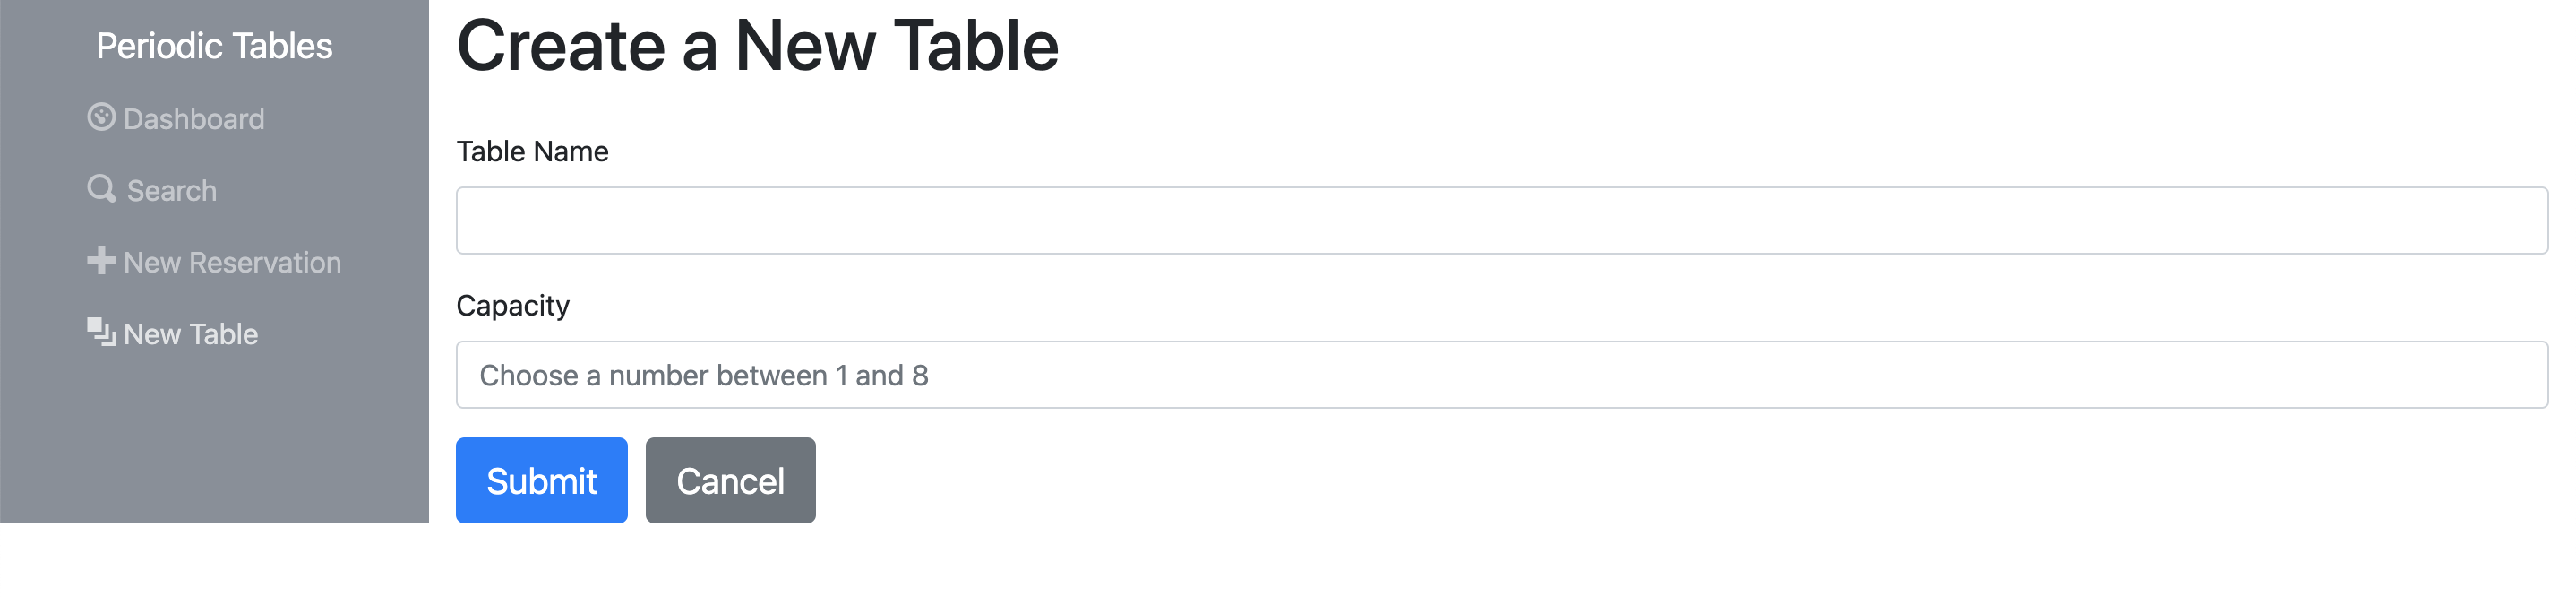 Periodic Tables
Dashboard
Search
New Reservation
New Table
Create a New Table
Table Name
Capacity
Choose a number between 1 and 8
Submit
Cancel